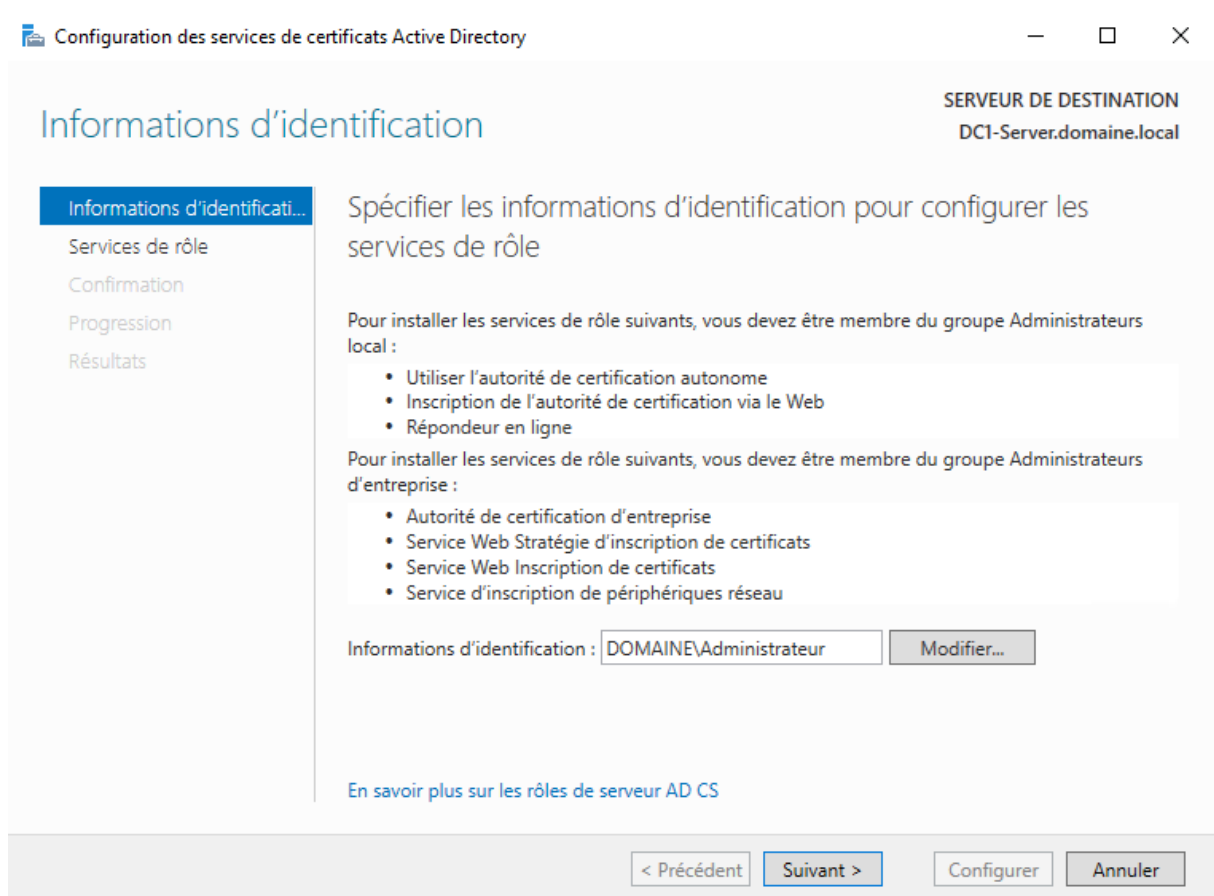 Configuration des services de certificats Active Directory
Informations d’identification
SERVEUR DE DESTINATION
DC1-Server.domaine.local
Informations d’identificati...
Services de rôle
Confirmation
Progression
Résultats
Spécifier les informations d’identification pour configurer les
services de rôle
Pour installer les services de rôle suivants, vous devez être membre du groupe Administrateurs
local :
• Utiliser l’autorité de certification autonome
• Inscription de l’autorité de certification via le Web
• Répondeur en ligne
Pour installer les services de rôle suivants, vous devez être membre du groupe Administrateurs
d’entreprise :
• Autorité de certification d’entreprise
• Service Web Stratégie d’inscription de certificats
• Service Web Inscription de certificats
• Service d’inscription de périphériques réseau
Informations d’identification : DOMAINE\Administrateur Modifier...
En savoir plus sur les rôles de serveur AD CS
< Précédent Suivant > Configurer Annuler